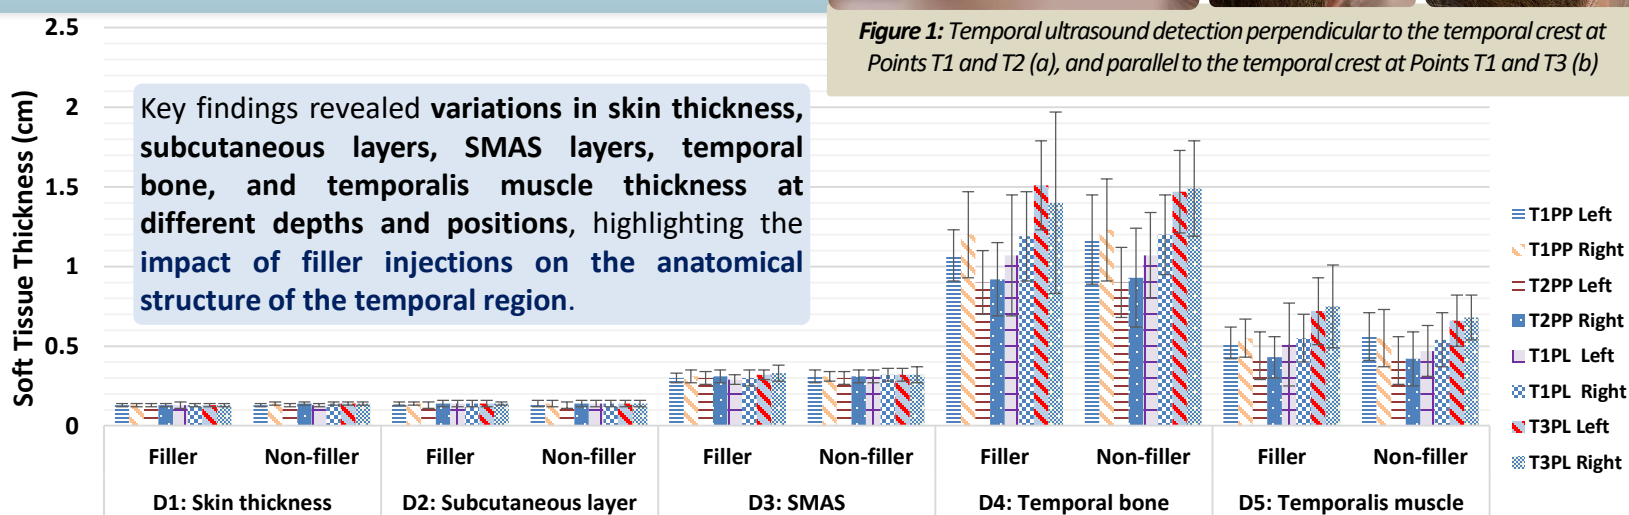 Figure 1: Temporal ultrasound detection perpendicular to the temporal crest at
Points T1 and T2 (a), and parallel to the temporal crest at Points T1 and T3 (b)
Key findings revealed variations in skin thickness,
subcutaneous layers, SMAS layers, temporal
bone, and temporalis muscle thickness at
different depths and positions, highlighting the
impact of filler injections on the anatomical
structure of the temporal region.
Soft Tissue Thickness (cm)
2.5
2
1.5
1
0.5
0
Filler Non-filler Filler Non-filler Filler Non-filler Filler Non-filler Filler Non-filler
D1: Skin thickness D2: Subcutaneous layer D3: SMAS D4: Temporal bone D5: Temporalis muscle
T1PP Left
T1PP Right
T2PP Left
T2PP Right
T1PL Left
T1PL Right
T3PL Left
T3PL Right